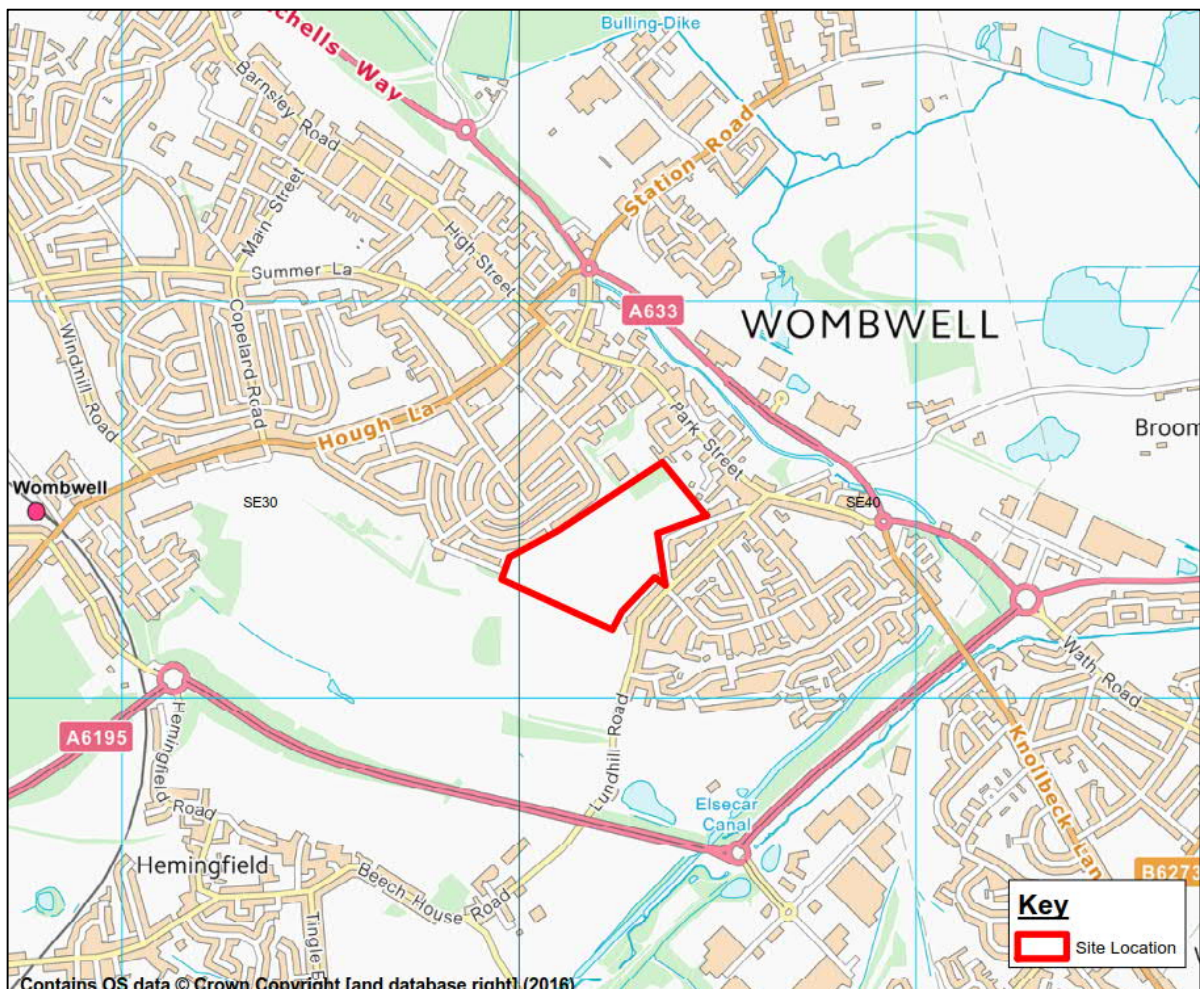 Bulling Dike
chells Way
Barnsley Road
Station Road
Main Street
High Street
Summer La
A633
WOMBWELL
Copeland Road
Windmill Road
Hough La
Park Street
Broom
Wombwell
SE30
SE40
Wath Road
A6195
Hemingfield Road
Lundhill Road
Knollbeck Lan
Elsecar
Canal
Hemingfield
Beech House Road
B6273
Tingle B
Key
Site Location
Contains OS data © Crown Copyright [and database right] (2016)